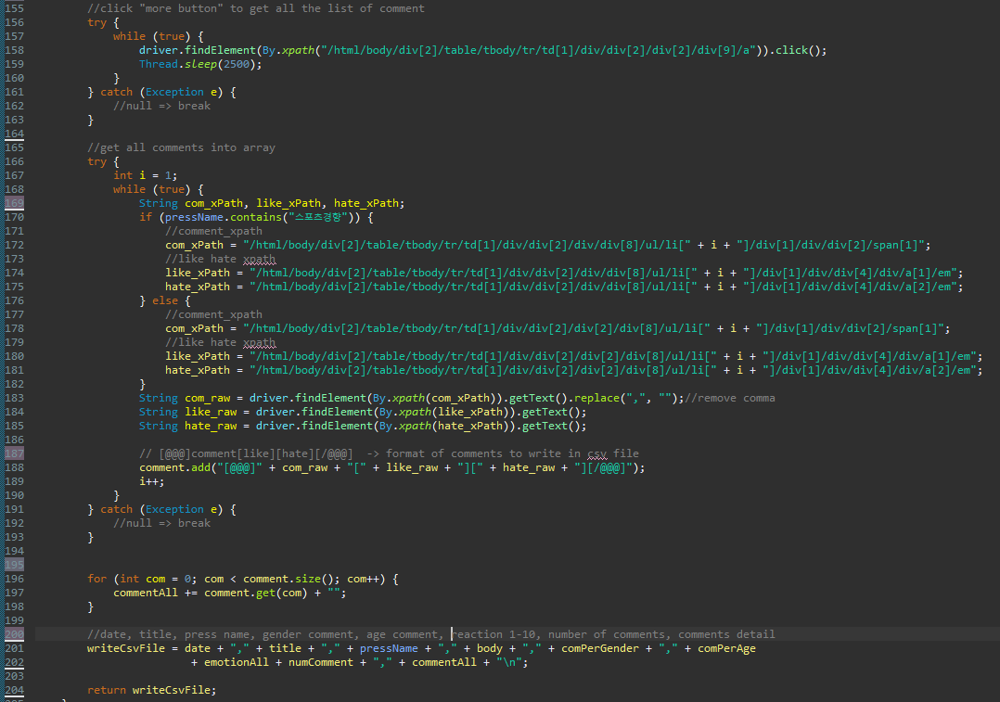 155 //click "more button" to get all the list of comment
156 try {
157 while (true) {
158 driver.findElement(By.xpath("/html/body/div[2]/table/tbody/tr/td[1]/div/div[2]/div[2]/div[9]/a")).click();
159 Thread.sleep(2500);
160 }
161 } catch (Exception e) {
162 //null => break
163 }
164
165 //get all comments into array
166 try {
167 int i = 1;
168 while (true) {
169 String com_xPath, like_xPath, hate_xPath;
170 if (pressName.contains("스포츠경향")) {
171 //comment_xpath
172 com_xPath = "/html/body/div[2]/table/tbody/tr/td[1]/div/div[2]/div/div[8]/ul/li[" + i + "]/div[1]/div/div[2]/span[1]";
173 //like hate xpath
174 like_xPath = "/html/body/div[2]/table/tbody/tr/td[1]/div/div[2]/div/div[8]/ul/li[" + i + "]/div[1]/div/div[4]/div/a[1]/em";
175 hate_xPath = "/html/body/div[2]/table/tbody/tr/td[1]/div/div[2]/div/div[8]/ul/li[" + i + "]/div[1]/div/div[4]/div/a[2]/em";
176 } else {
177 //comment_xpath
178 com_xPath = "/html/body/div[2]/table/tbody/tr/td[1]/div/div[2]/div[2]/div[8]/ul/li[" + i + "]/div[1]/div/div[2]/span[1]";
179 //like hate xpath
180 like_xPath = "/html/body/div[2]/table/tbody/tr/td[1]/div/div[2]/div[2]/div[8]/ul/li[" + i + "]/div[1]/div/div[4]/div/a[1]/em";
181 hate_xPath = "/html/body/div[2]/table/tbody/tr/td[1]/div/div[2]/div[2]/div[8]/ul/li[" + i + "]/div[1]/div/div[4]/div/a[2]/em";
182 }
183 String com_raw = driver.findElement(By.xpath(com_xPath)).getText().replace(",", "");//remove comma
184 String like_raw = driver.findElement(By.xpath(like_xPath)).getText();
185 String hate_raw = driver.findElement(By.xpath(hate_xPath)).getText();
186
187 // [@@@]comment[like][hate][/@@@] -> format of comments to write in csv file
188 comment.add("[@@@]" + com_raw + "[" + like_raw + "][" + hate_raw + "][/@@@]");
189 i++;
190 }
191 } catch (Exception e) {
192 //null => break
193 }
194
195
196 for (int com = 0; com < comment.size(); com++) {
197 commentAll += comment.get(com) + "";
198 }
199
200 //date, title, press name, gender comment, age comment, reaction 1-10, number of comments, comments detail
201 writeCsvFile = date + "," + title + "," + pressName + "," + body + "," + comPerGender + "," + comPerAge
202 + emotionAll + numComment + "," + commentAll + "\n";
203
204 return writeCsvFile;